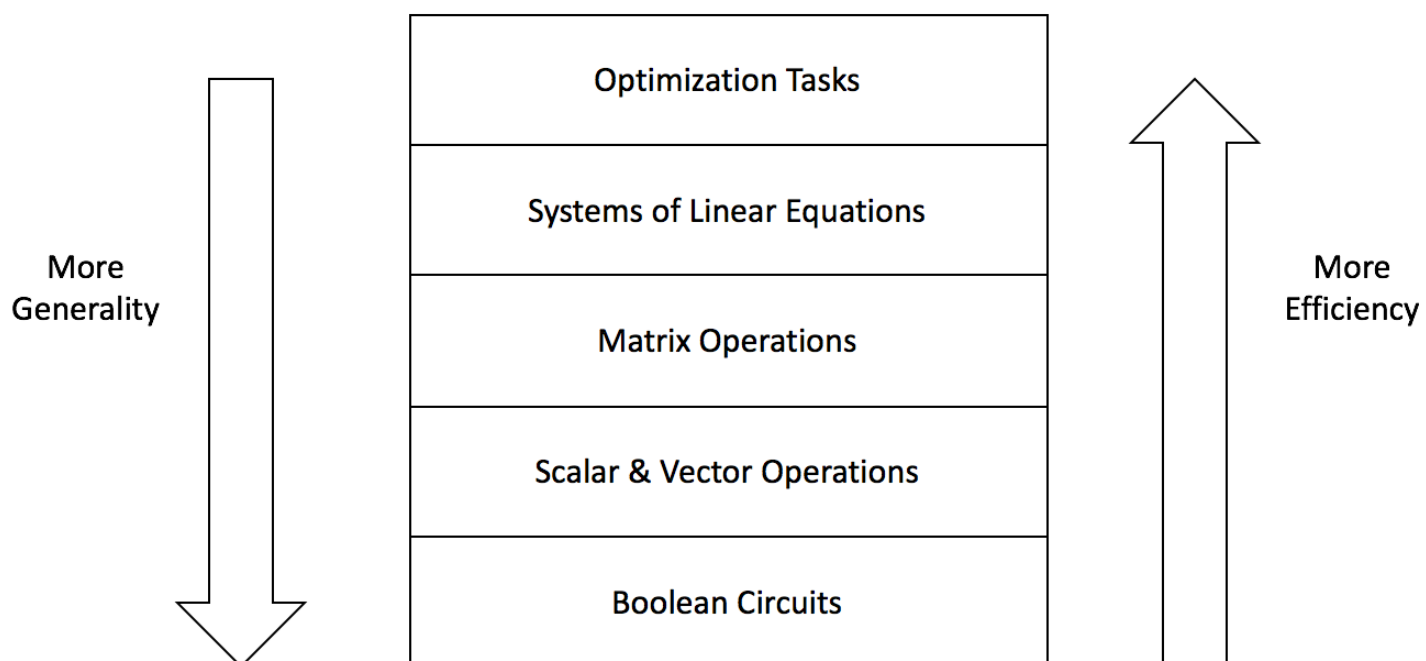 Optimization Tasks
Systems of Linear Equations
More
Generality
More
Efficiency
Matrix Operations
Scalar & Vector Operations
Boolean Circuits